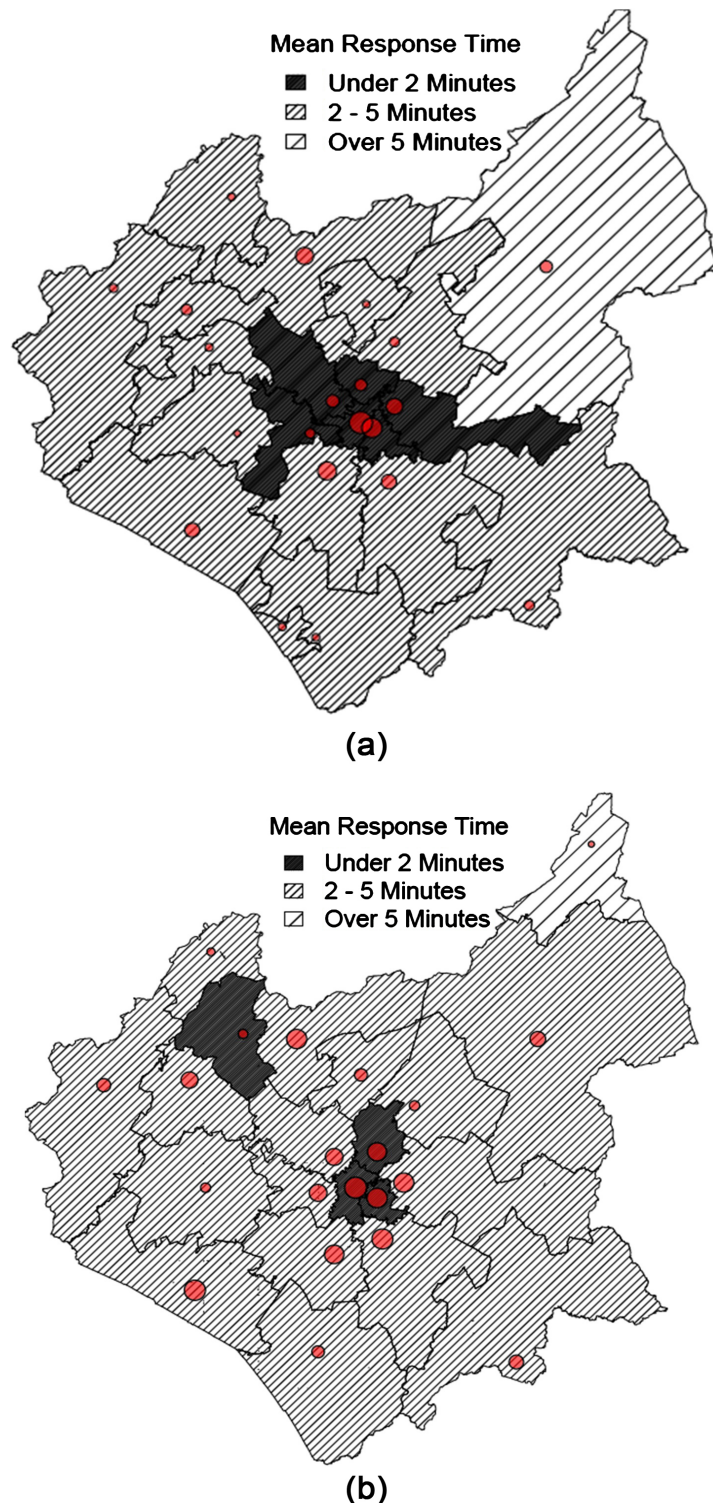 Mean Response Time
Under 2 Minutes
2 - 5 Minutes
Over 5 Minutes
(a)
Mean Response Time
Under 2 Minutes
2 - 5 Minutes
Over 5 Minutes
(b)